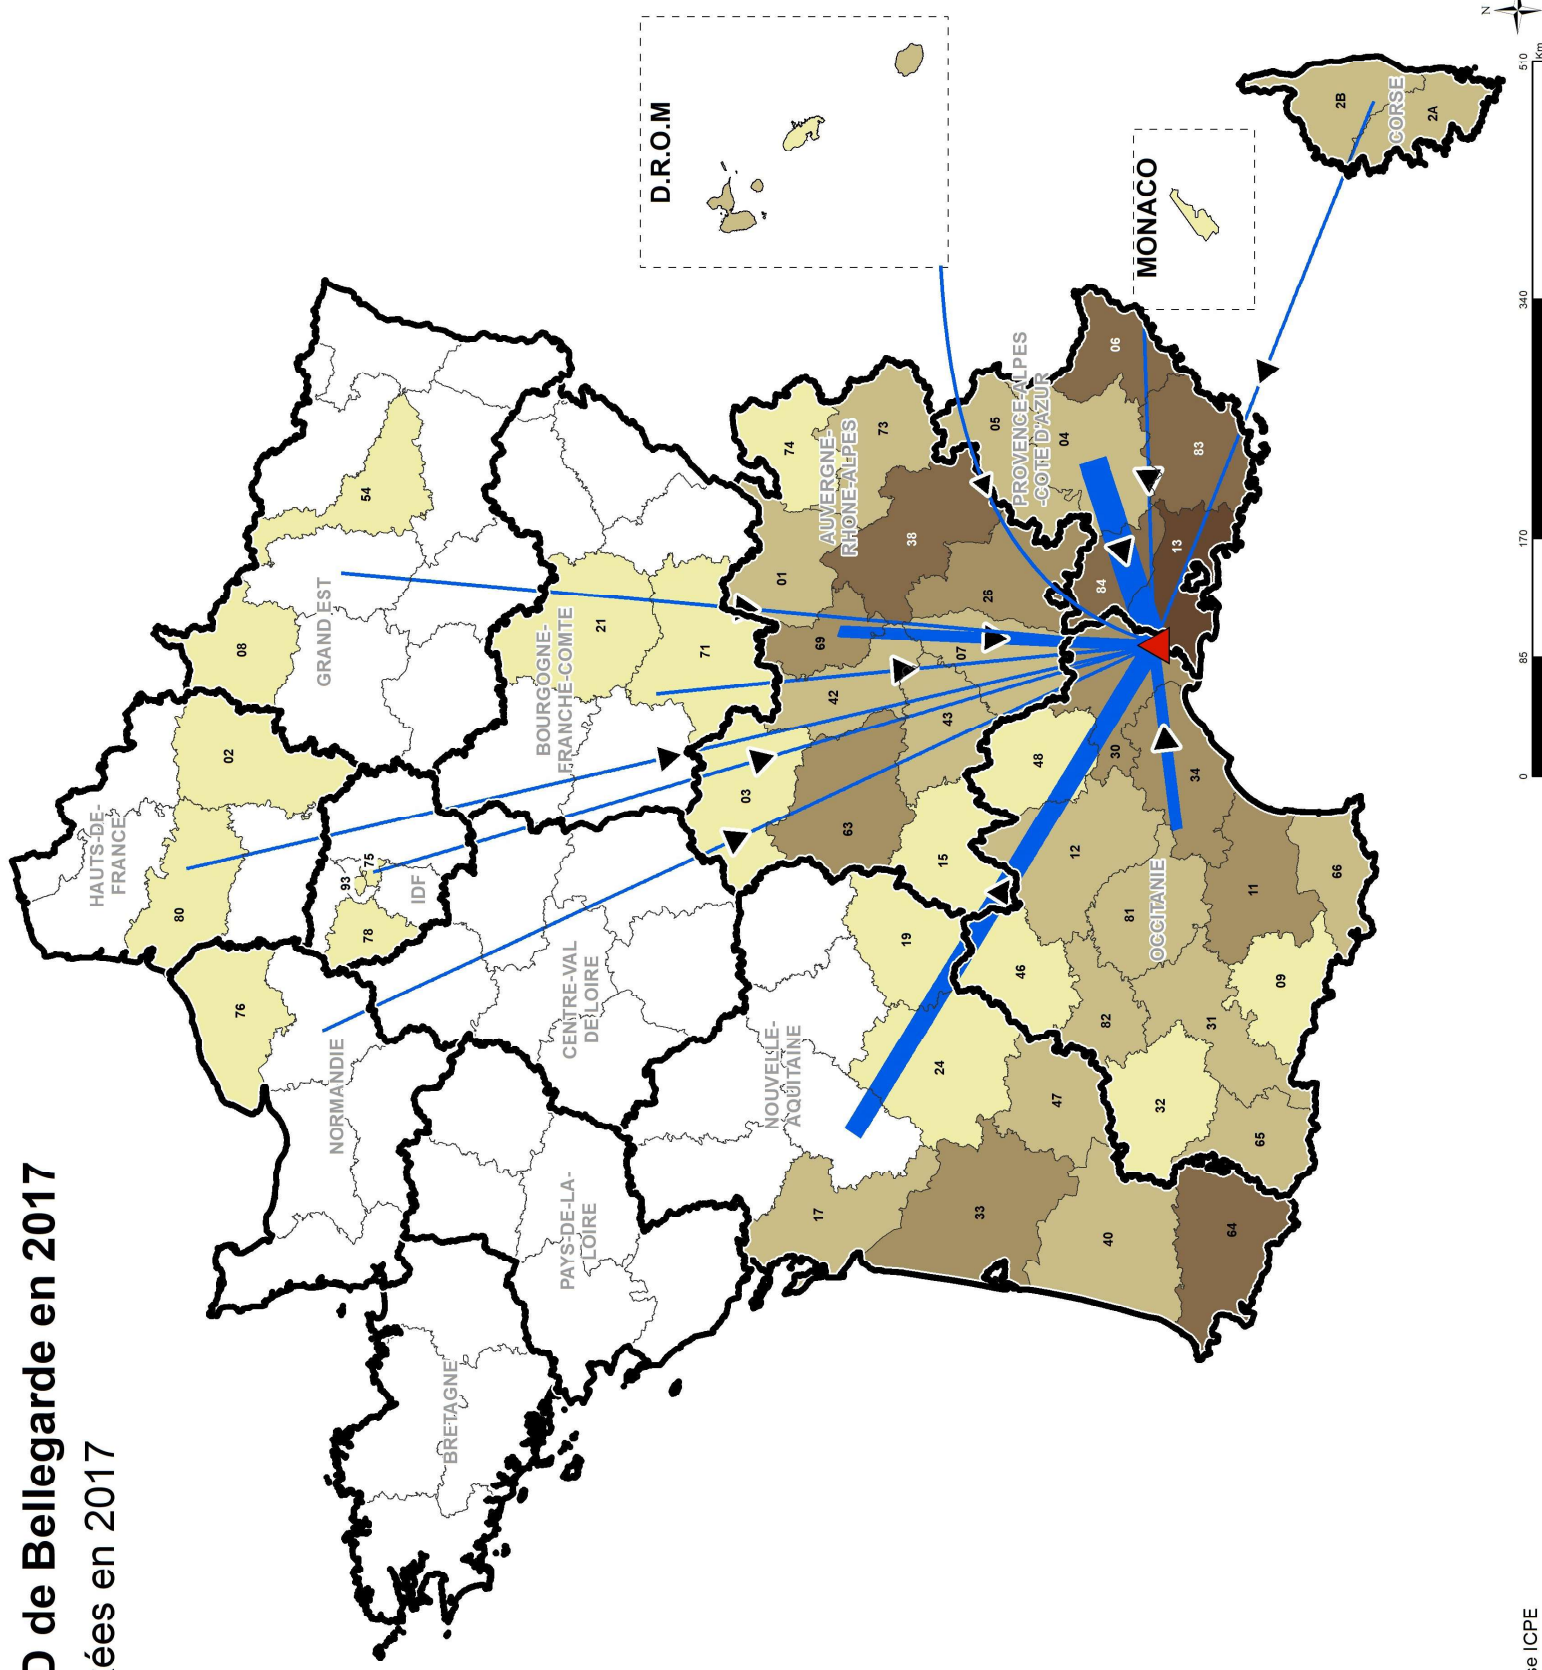 D de Bellegarde en 2017
ées en 2017
HAUTS-DE-
FRANCE
80
02
76
NORMANDIE
93
75
78
IDF
08
GRAND EST
54
BRETAGNE
PAYS-DE-LA-
LOIRE
CENTRE-VAL
DE LOIRE
BOURGOGNE-
FRANCHE-COMTE
21
71
NOUVELLE-
AQUITAINE
17
19
24
33
47
40
64
03
63
15
42
43
69
07
01
26
38
74
73
AUVERGNE-
RHONE-ALPES
46
48
12
30
82
81
34
32
31
65
09
11
66
OCCITANIE
05
04
84
13
83
06
PROVENCE-ALPES
-COTE D'AZUR
D.R.O.M
MONACO
2B
2A
CORSE
N
0
85
170
340
510
Km
se ICPE